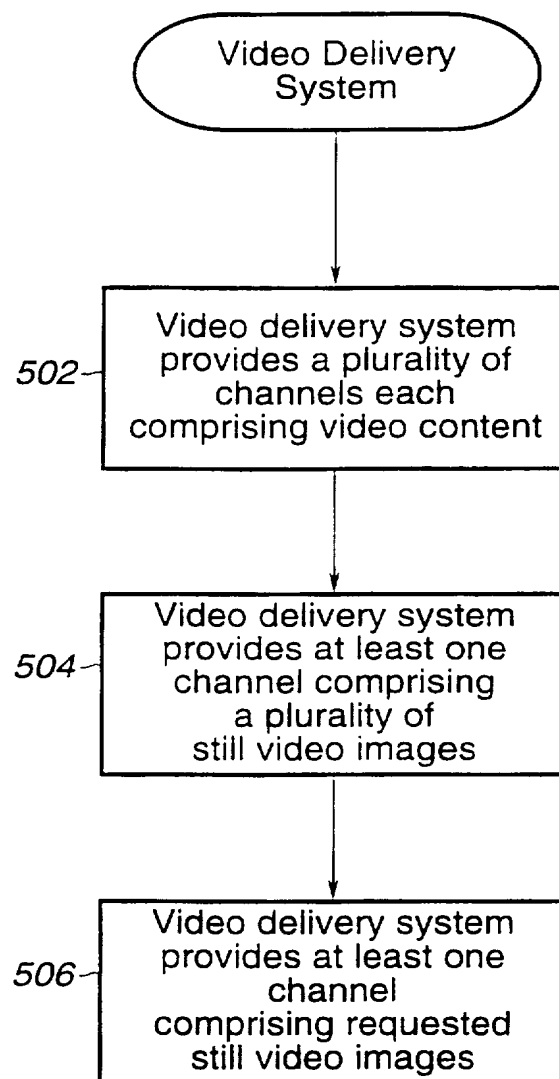 Video Delivery
System
502
Video delivery system
provides a plurality of
channels each
comprising video content
504
Video delivery system
provides at least one
channel comprising
a plurality of
still video images
506
Video delivery system
provides at least one
channel
comprising requested
still video images